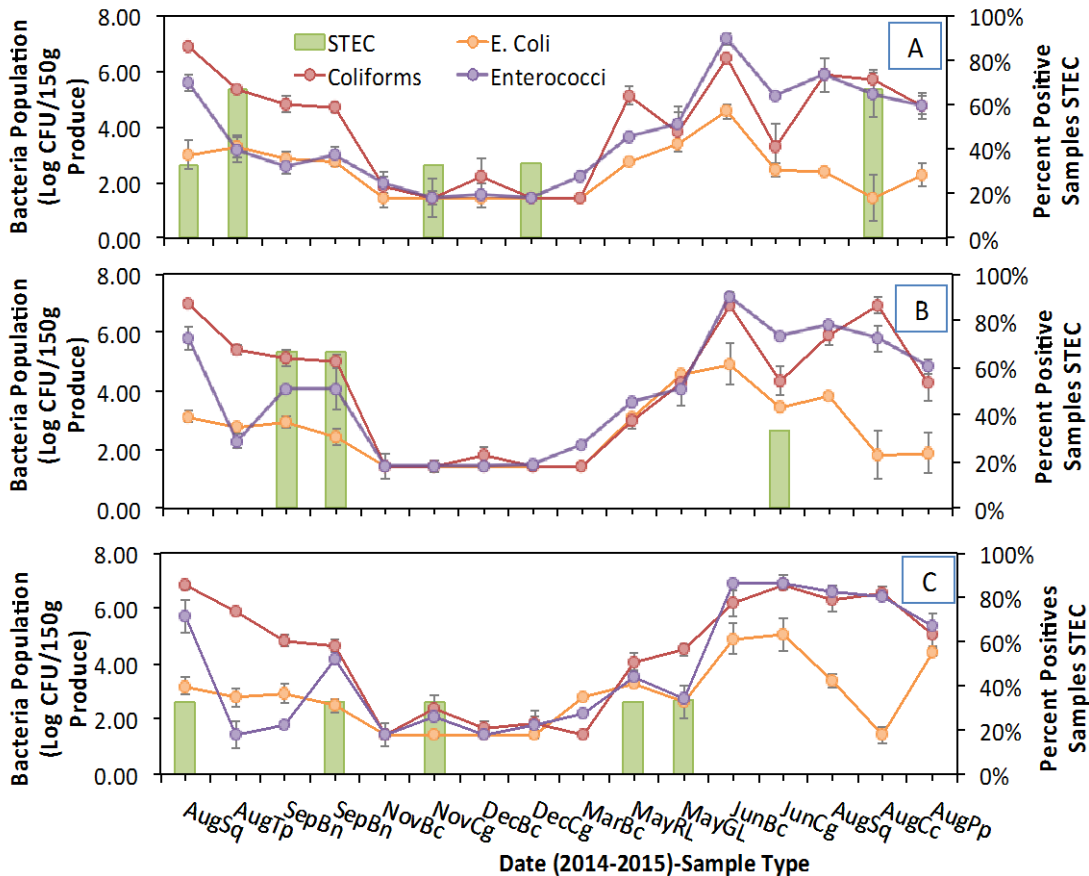 8.00
6.00
4.00
2.00
0.00
Bacteria Population
(Log CFU/150g
Produce)
STEC
E. Coli
Coliforms
Enterococci
A
100%
80%
60%
40%
20%
0%
Percent Positive
Samples STEC
8.00
6.00
4.00
2.00
0.00
Bacteria Population
(Log CFU/150g
Produce)
B
100%
80%
60%
40%
20%
0%
Percent Positive
Samples STEC
8.00
6.00
4.00
2.00
0.00
Bacteria Population
(Log CFU/150g
Produce)
C
100%
80%
60%
40%
20%
0%
Percent Positives
Samples STEC
AugSq
AugTp
SepBn
SepBn
NovBc
NovCg
DecBc
DecCg
MarBc
MayRL
MayGL
JunBc
JunCg
AugSq
AugCc
AugPp
Date (2014-2015)-Sample Type